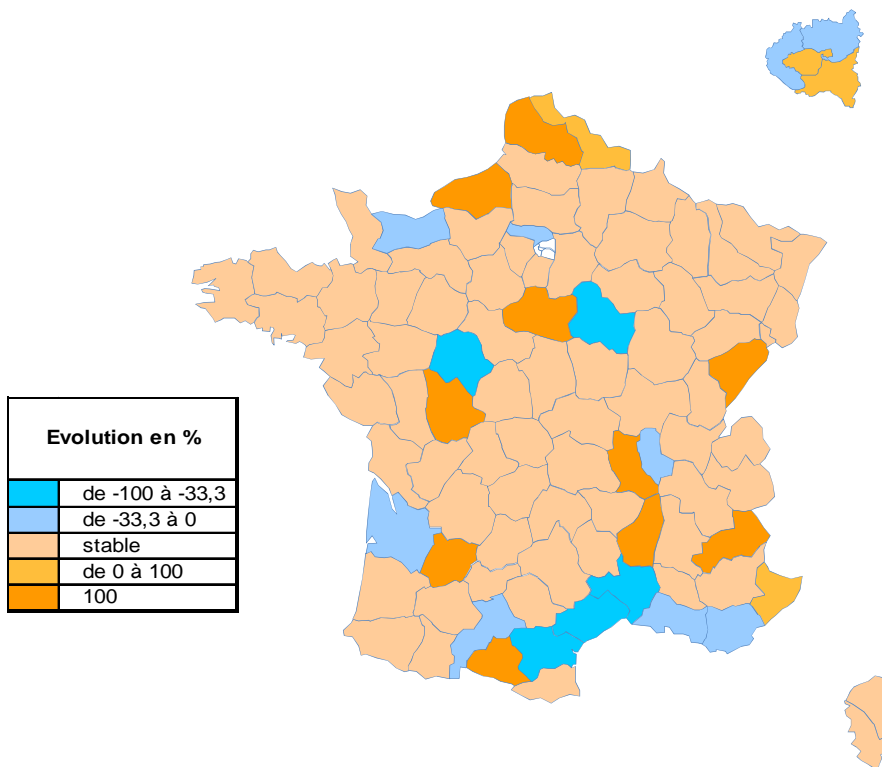 Evolution en %
de -100 à -33,3
de -33,3 à 0
stable
de 0 à 100
100